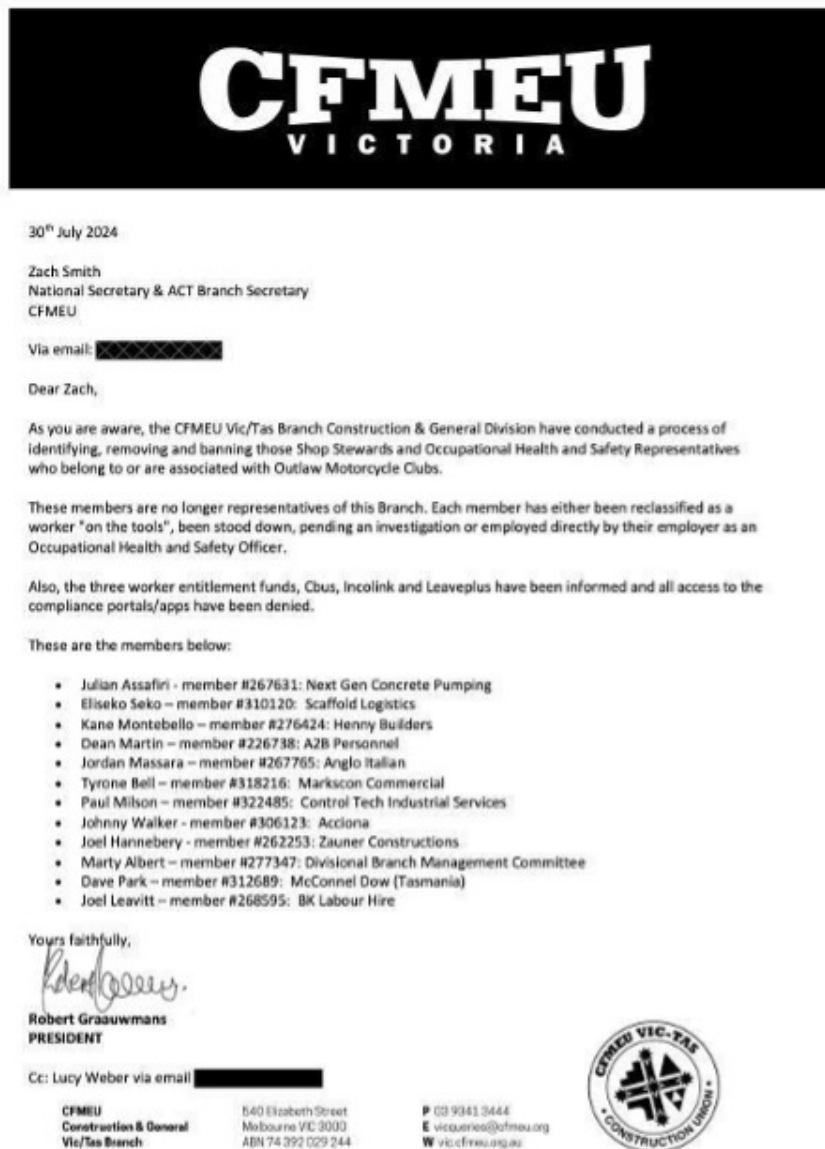 CFMEU
VICTORIA
30th July 2024
Zach Smith
National Secretary & ACT Branch Secretary
CFMEU
Via email:
Dear Zach,
As you are aware, the CFMEU Vic/Tas Branch Construction & General Division have conducted a process of
identifying, removing and banning those Shop Stewards and Occupational Health and Safety Representatives
who belong to or are associated with Outlaw Motorcycle Clubs.
These members are no longer representatives of this Branch. Each member has either been reclassified as a
worker "on the tools", been stood down, pending an investigation or employed directly by their employer as an
Occupational Health and Safety Officer.
Also, the three worker entitlement funds, Cbus, Incolink and Leaveplus have been informed and all access to the
compliance portals/apps have been denied.
These are the members below:
• Julian Assafiri - member #267631: Next Gen Concrete Pumping
• Eliseko Seko – member #310120: Scaffold Logistics
• Kane Montebello – member #276424: Henny Builders
• Dean Martin – member #226738: A2B Personnel
• Jordan Massara – member #267765: Anglo Italian
• Tyrone Bell – member #318216: Markscon Commercial
• Paul Milson – member #322485: Control Tech Industrial Services
• Johnny Walker - member #306123: Acciona
• Joel Hannebery - member #262253: Zauner Constructions
• Marty Albert – member #277347: Divisional Branch Management Committee
• Dave Park – member #312689: McConnel Dow (Tasmania)
• Joel Leavitt – member #268595: BK Labour Hire
Yours faithfully,
Robert Graauwmans
PRESIDENT
Cc: Lucy Weber via email
CFMEU
Construction & General
Vic/Tas Branch
540 Elizabeth Street
Melbourne VIC 3000
ABN 74 392 029 244
P 03 9341 3444
E vicqueries@cfmeu.org
W vic.cfmeu.org.au
CFMEU VIC-TAS
• CONSTRUCTION UNION •